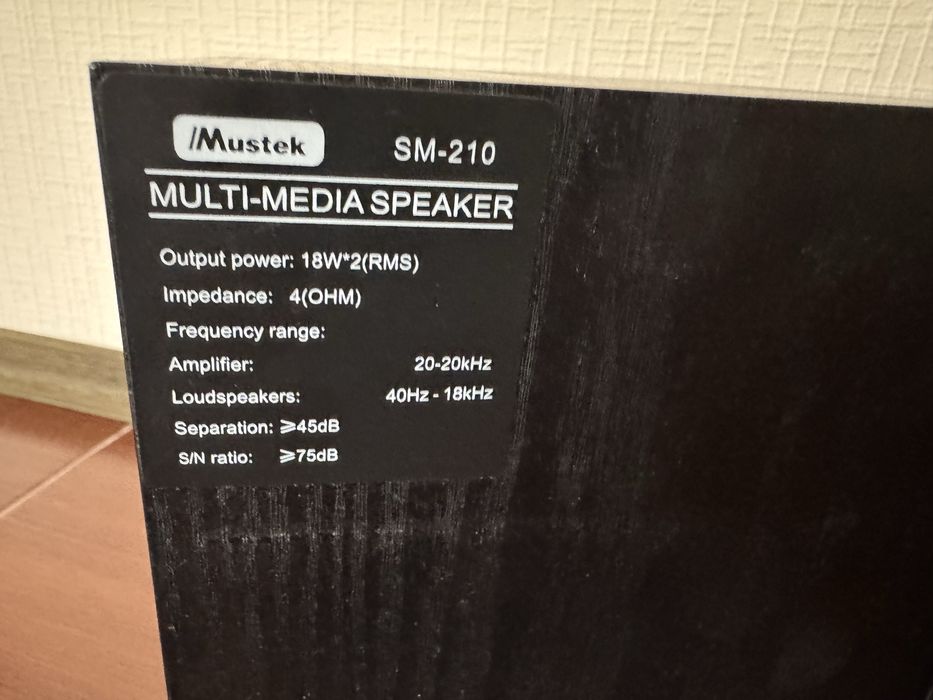 Mustek SM-210
MULTI-MEDIA SPEAKER
Output power: 18W*2(RMS)
Impedance: 4(OHM)
Frequency range:
Amplifier: 20-20kHz
Loudspeakers: 40Hz - 18kHz
Separation: ⩾45dB
S/N ratio: ⩾75dB